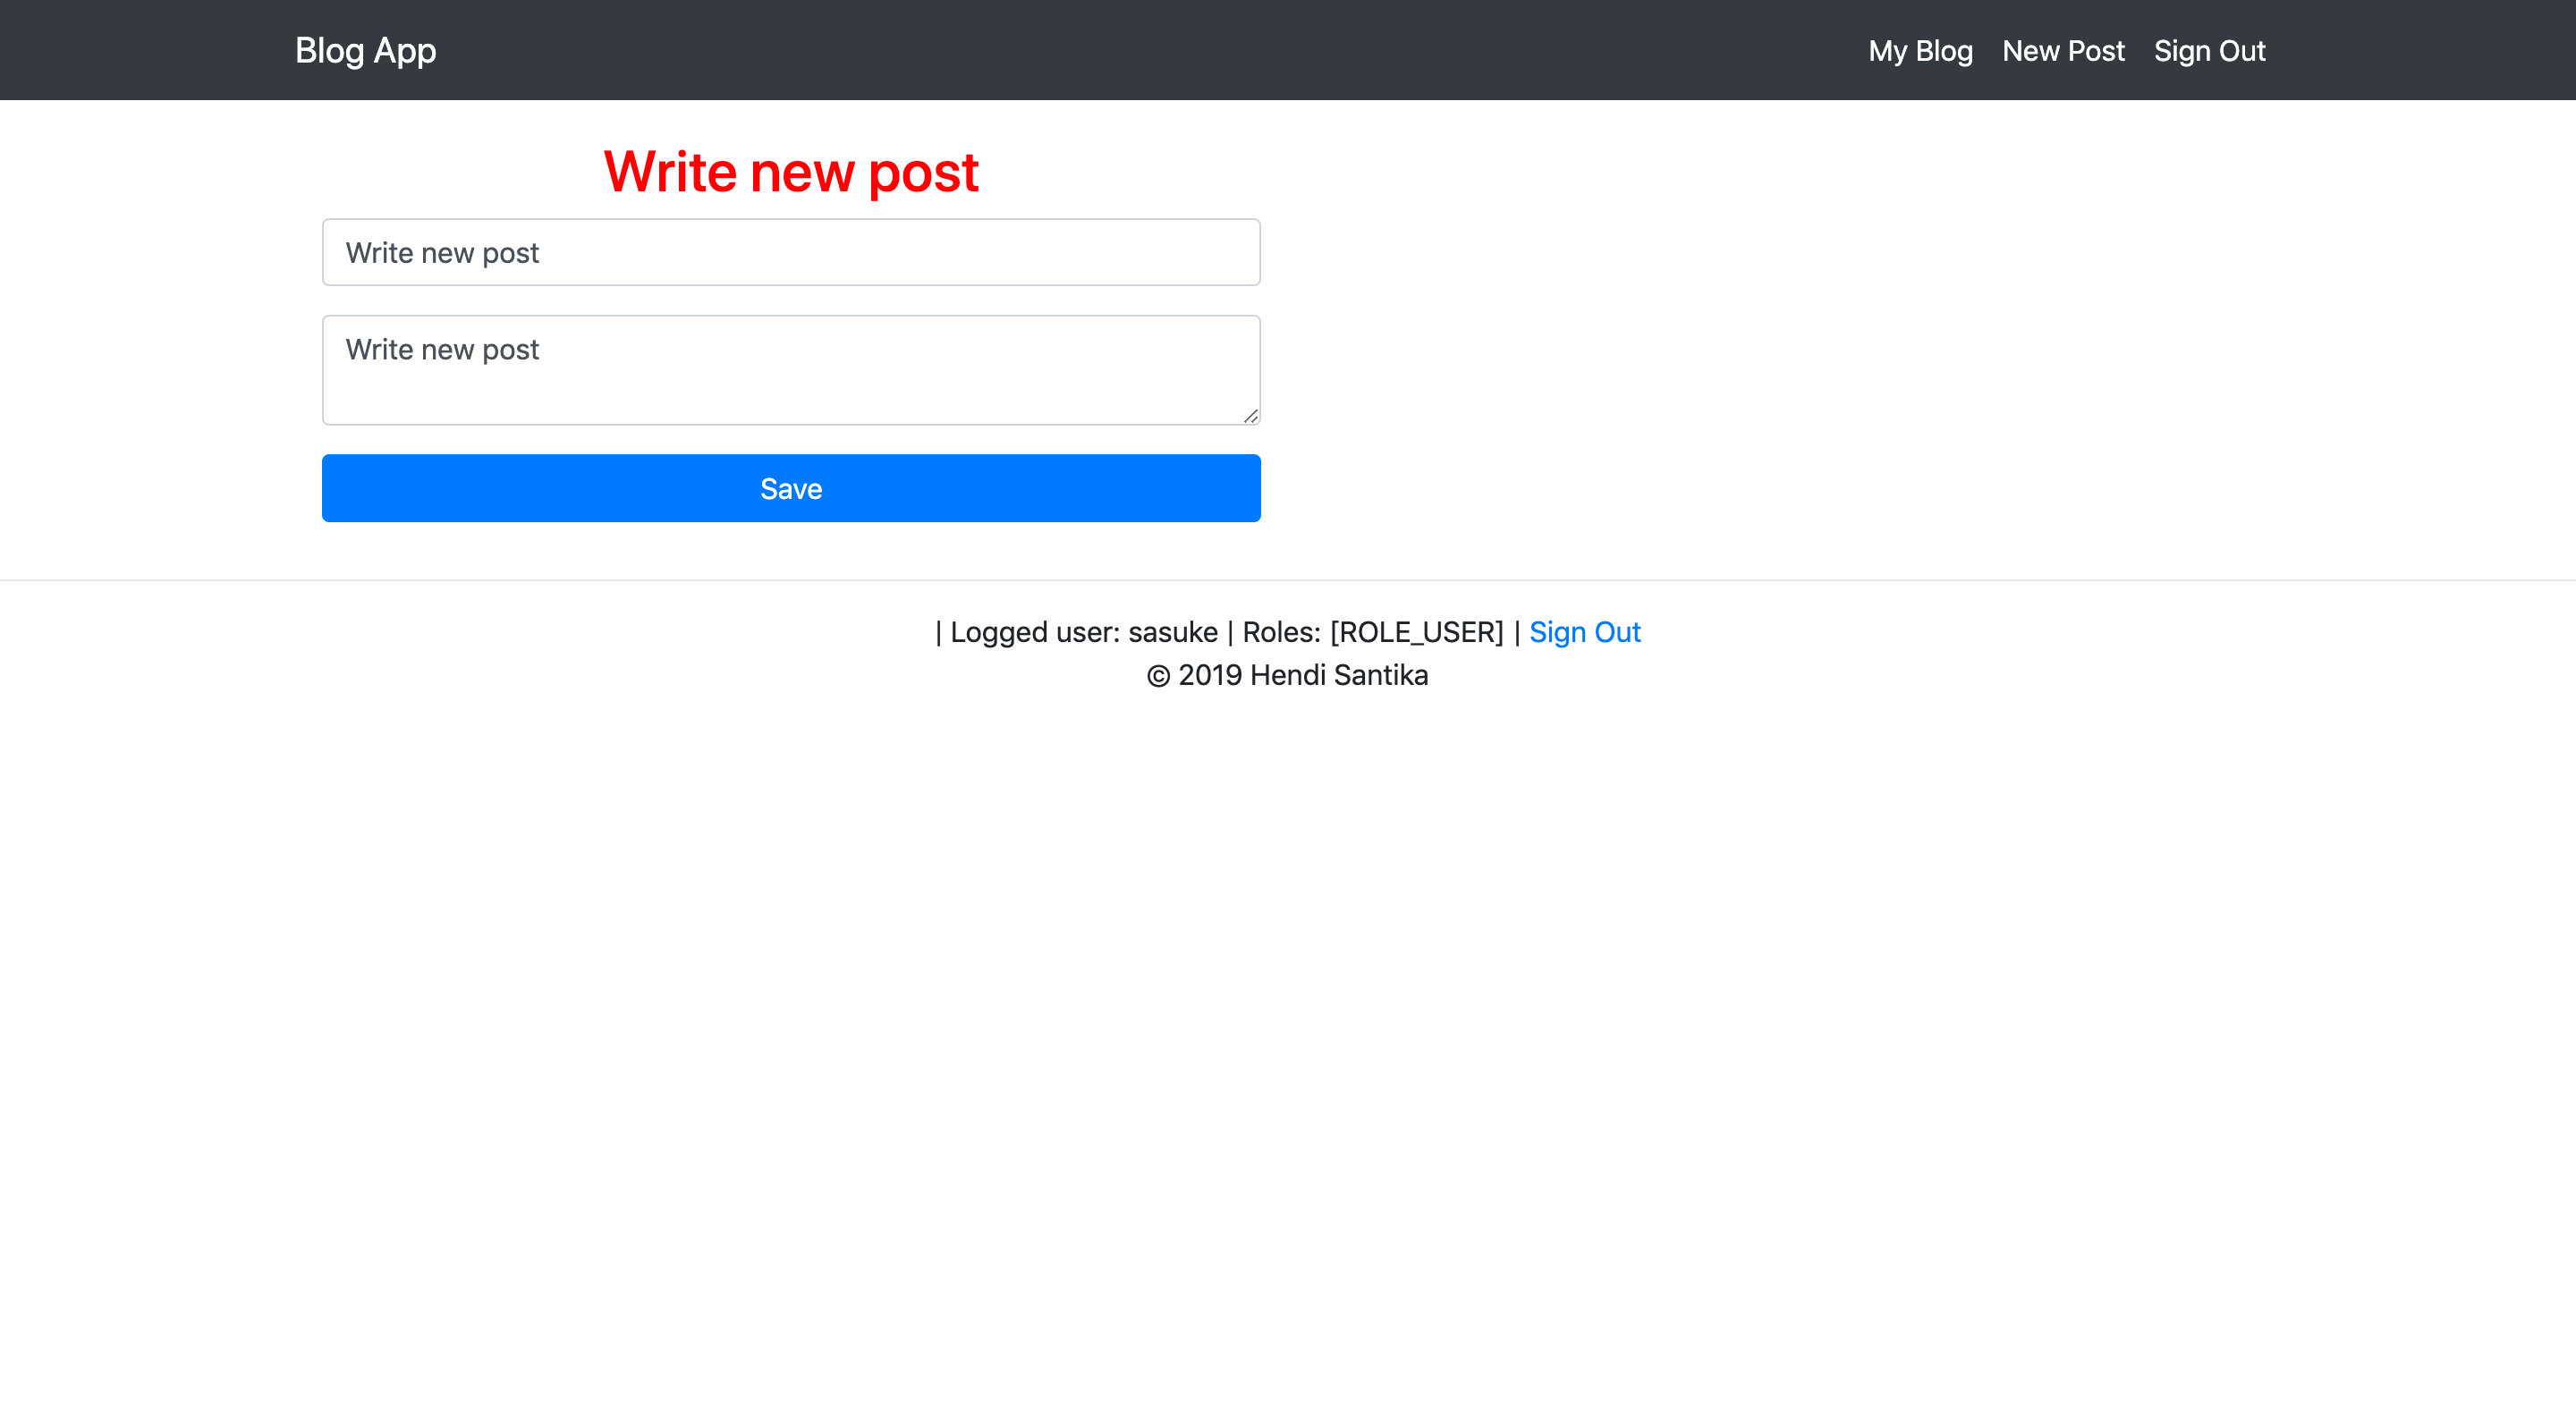 Blog App
My Blog New Post Sign Out
Write new post
Write new post
Write new post
Save
| Logged user: sasuke | Roles: [ROLE_USER] | Sign Out
© 2019 Hendi Santika